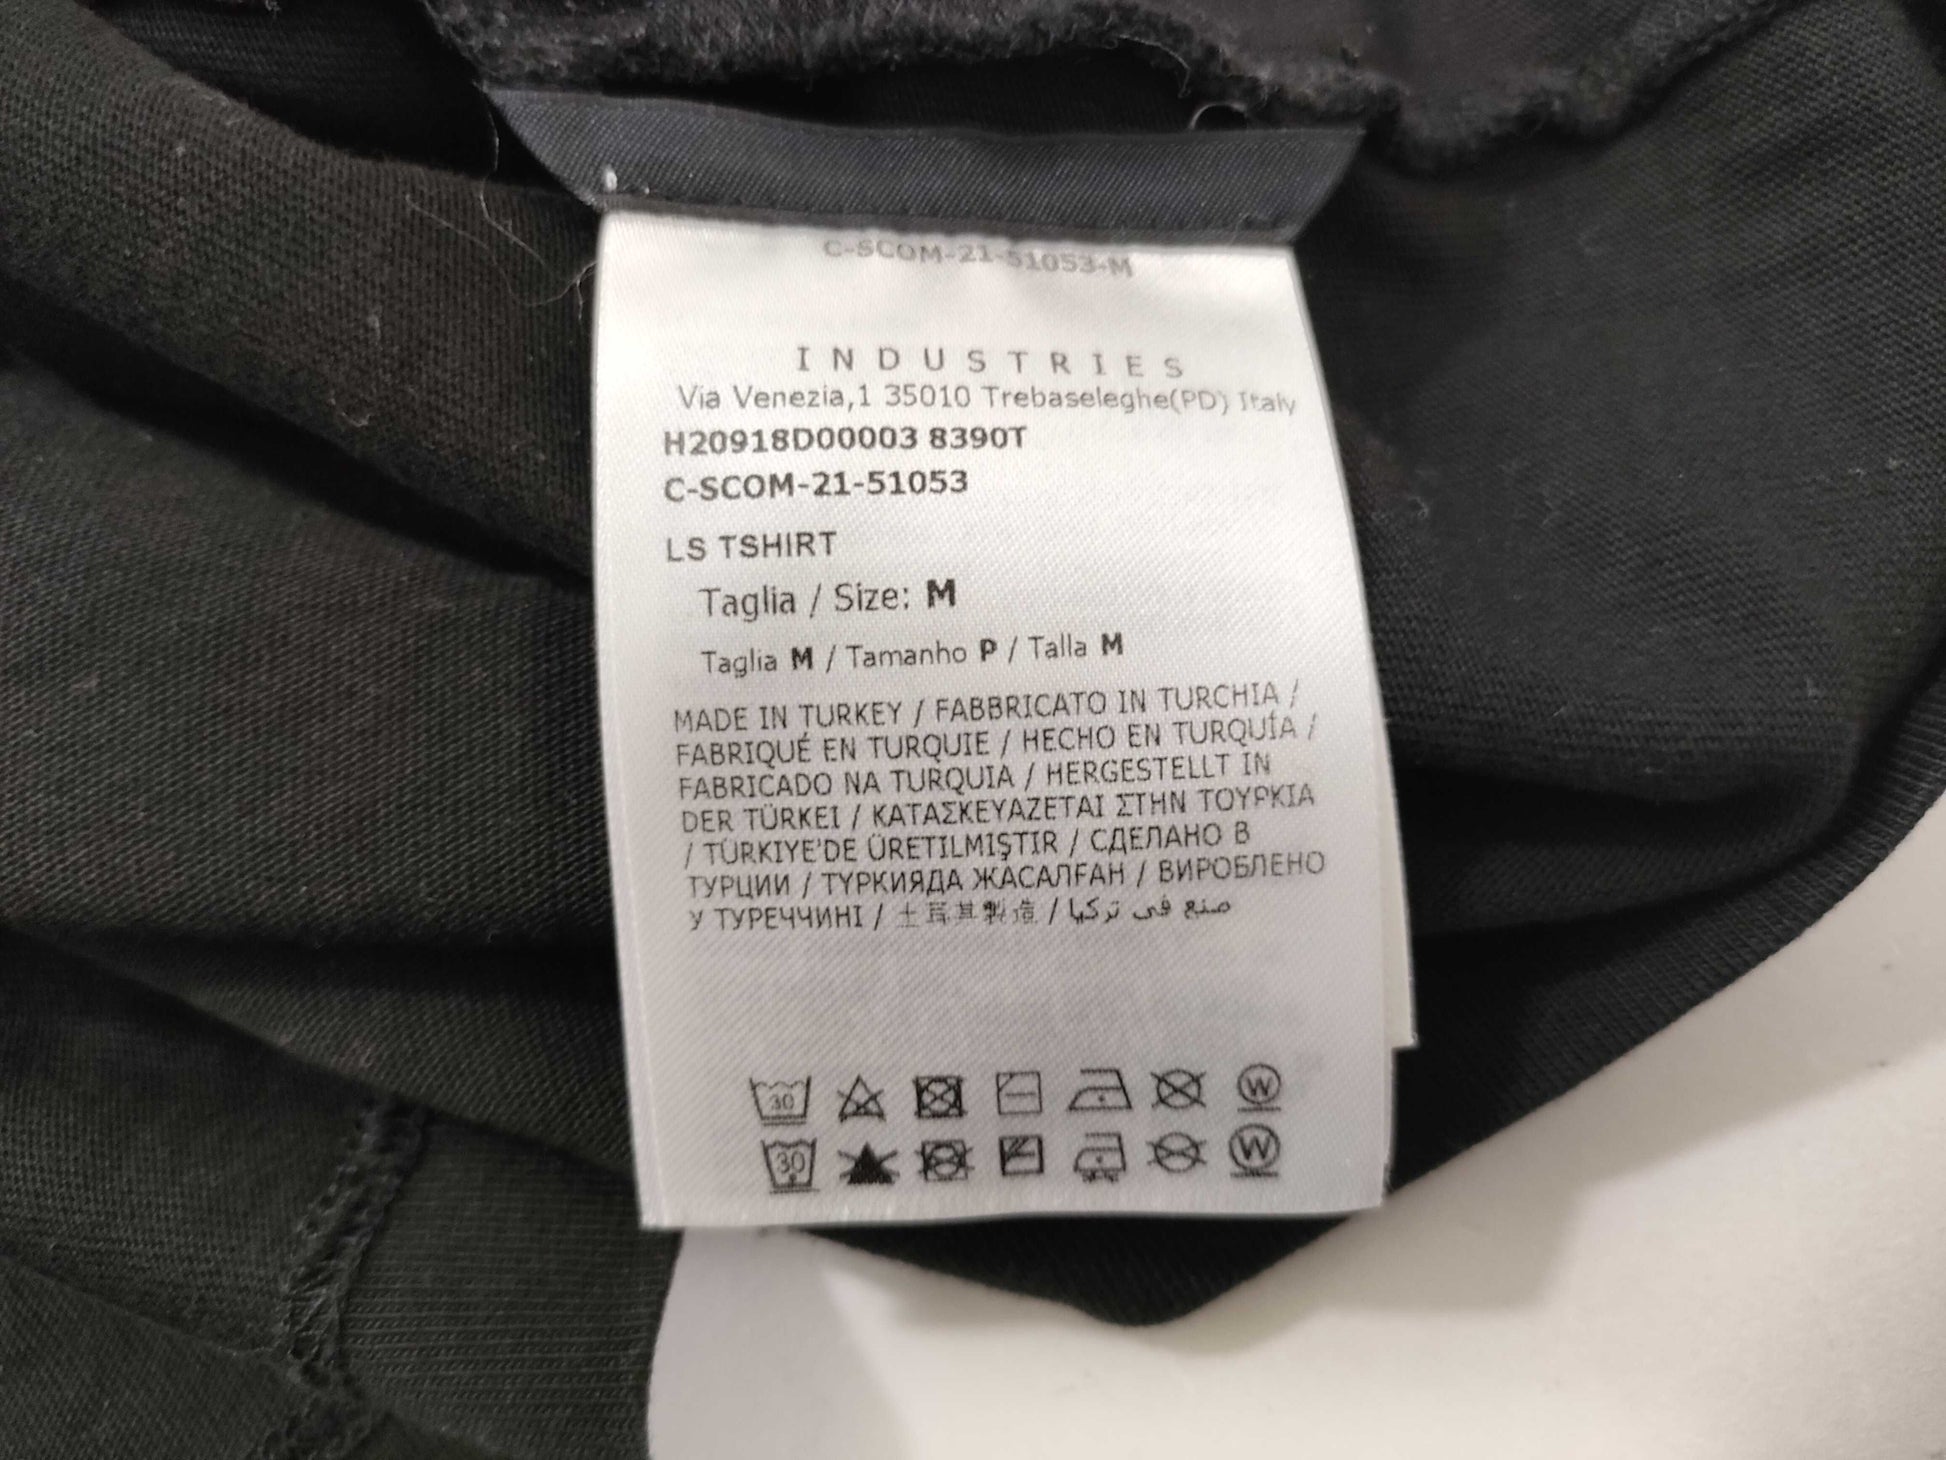 C-SCOM-21-51053-M
INDUSTRIES
Via Venezia,1 35010 Trebaseleghe(PD) Italy
H20918D00003 8390T
C-SCOM-21-51053
LS TSHIRT
Taglia / Size: M
Taglia M / Tamanho P / Talla M
MADE IN TURKEY / FABBRICATO IN TURCHIA /
FABRIQUÉ EN TURQUIE / HECHO EN TURQUÍA /
FABRICADO NA TURQUIA / HERGESTELLT IN
DER TÜRKEI / ΚΑΤΑΣΚΕΥΑΖΕΤΑΙ ΣΤΗΝ ΤΟΥΡΚΙΑ
/ TÜRKIYE'DE ÜRETILMIŞTIR / СДЕЛАНО В
ТУРЦИИ / ТҮРКИЯДА ЖАСАЛҒАН / ВИРОБЛЕНО
У ТУРЕЧЧИНІ / 土耳其製造 / صنع في تركيا
30 W
30 W